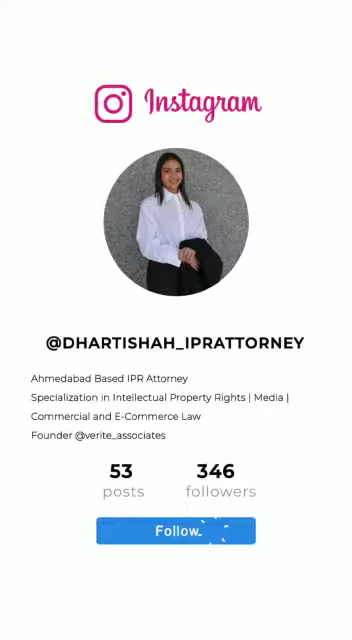 Instagram
@DHARTISHAH_IPRATTORNEY
Ahmedabad Based IPR Attorney
Specialization in Intellectual Property Rights | Media |
Commercial and E-Commerce Law
Founder @verite_associates
53 346
posts followers
Follow